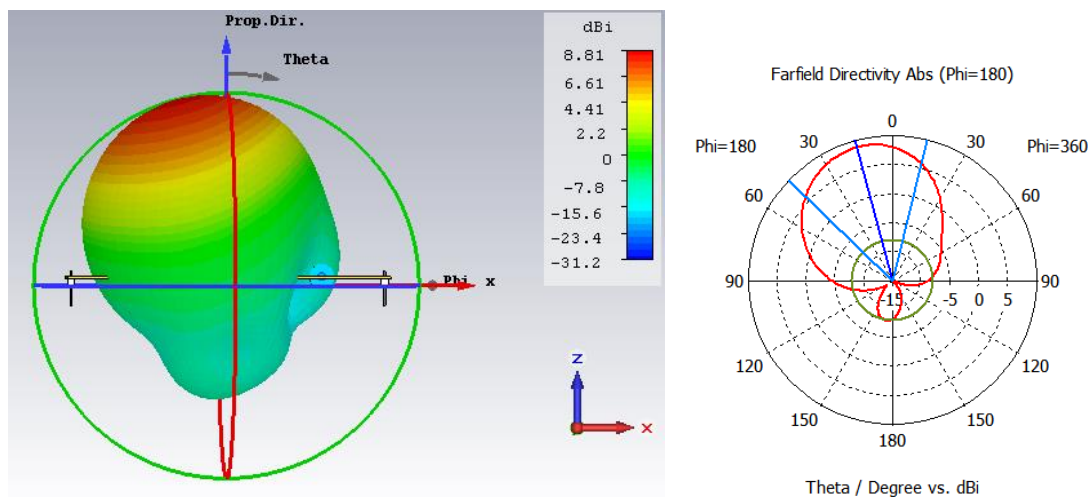 Prop.Dir.
Theta
Phi
x
z
x
dBi
8.81
6.61
4.41
2.2
0
-7.8
-15.6
-23.4
-31.2
Farfield Directivity Abs (Phi=180)
0
Phi=180
30
30
Phi=360
60
60
90
-15
-5
0
5
90
120
120
150
150
180
Theta / Degree vs. dBi